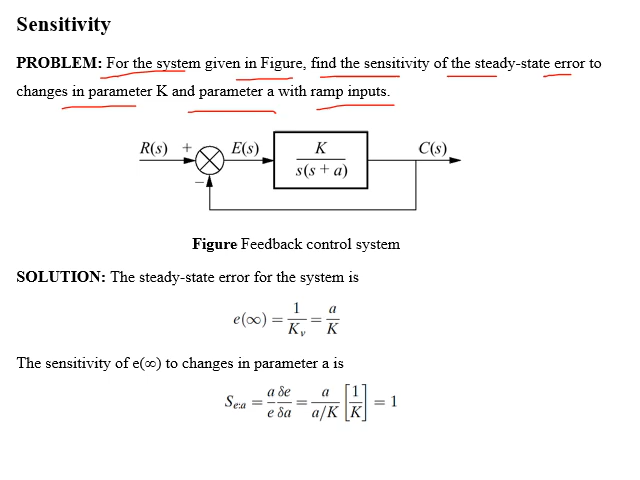 Sensitivity
PROBLEM: For the system given in Figure, find the sensitivity of the steady-state error to
changes in parameter K and parameter a with ramp inputs.
R(s) + E(s) K C(s)
s(s + a)
−
Figure Feedback control system
SOLUTION: The steady-state error for the system is
e(∞) = 1/Kv = a/K
The sensitivity of e(∞) to changes in parameter a is
Se:a = a δe / e δa = a / a/K [1/K] = 1